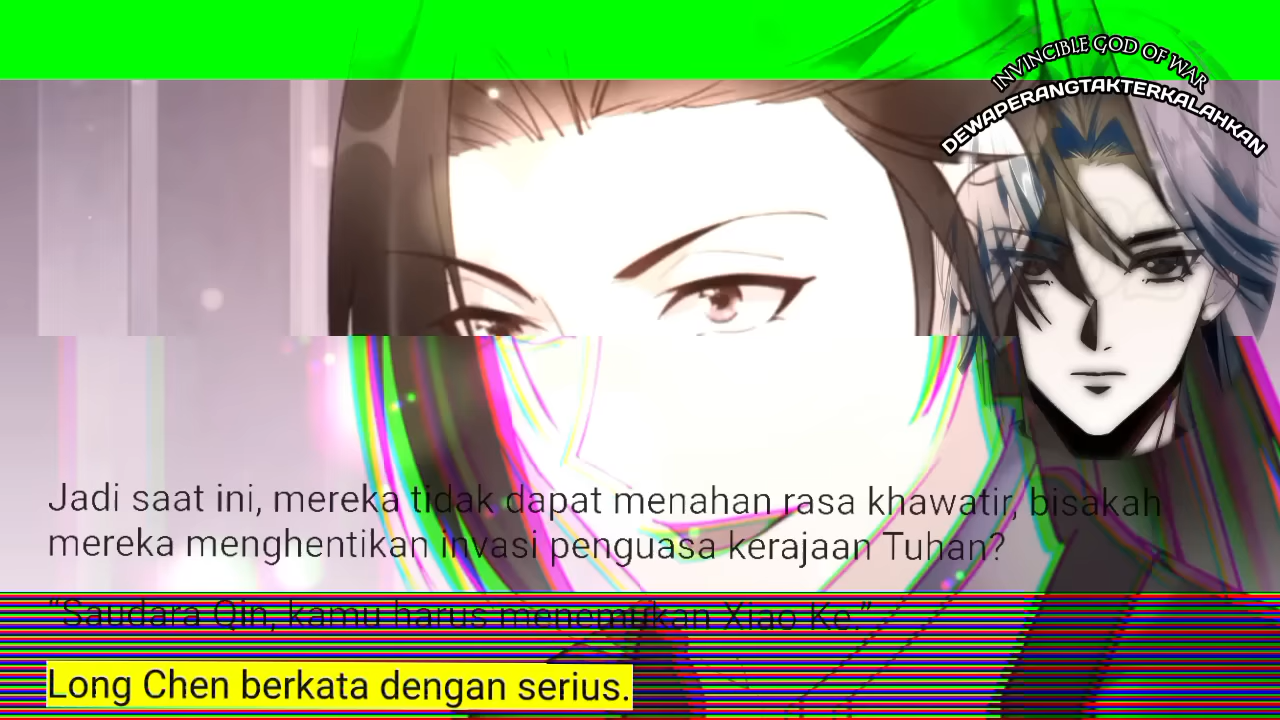 INVINCIBLE GOD OF WAR
DEWAPERANGTAKTERKALAHKAN
Jadi saat ini, mereka tidak dapat menahan rasa khawatir, bisakah
mereka menghentikan invasi penguasa kerajaan Tuhan?
"Saudara Qin, kamu harus menemukan Xiao Ke."
Long Chen berkata dengan serius.